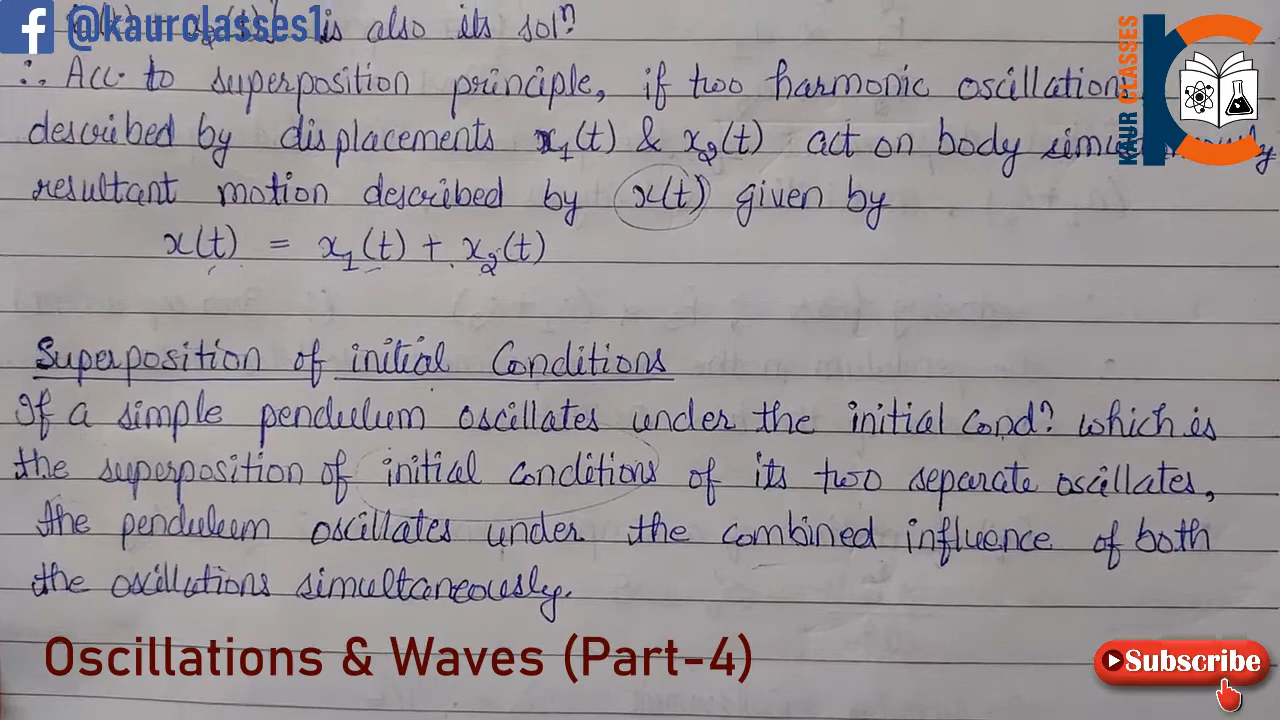 @kaurclasses1 is also its solⁿ
∴ Acc. to superposition principle, if two harmonic oscillations
described by displacements x₁(t) & x₂(t) act on body
resultant motion described by x(t) given by
x(t) = x₁(t) + x₂(t)
Superposition of initial Conditions
If a simple pendulum oscillates under the initial condⁿ which is
the superposition of initial conditions of its two separate oscillates,
the pendulum oscillates under the combined influence of both
the oscillations simultaneously.
Oscillations & Waves (Part-4)
Subscribe
KAUR CLASSES